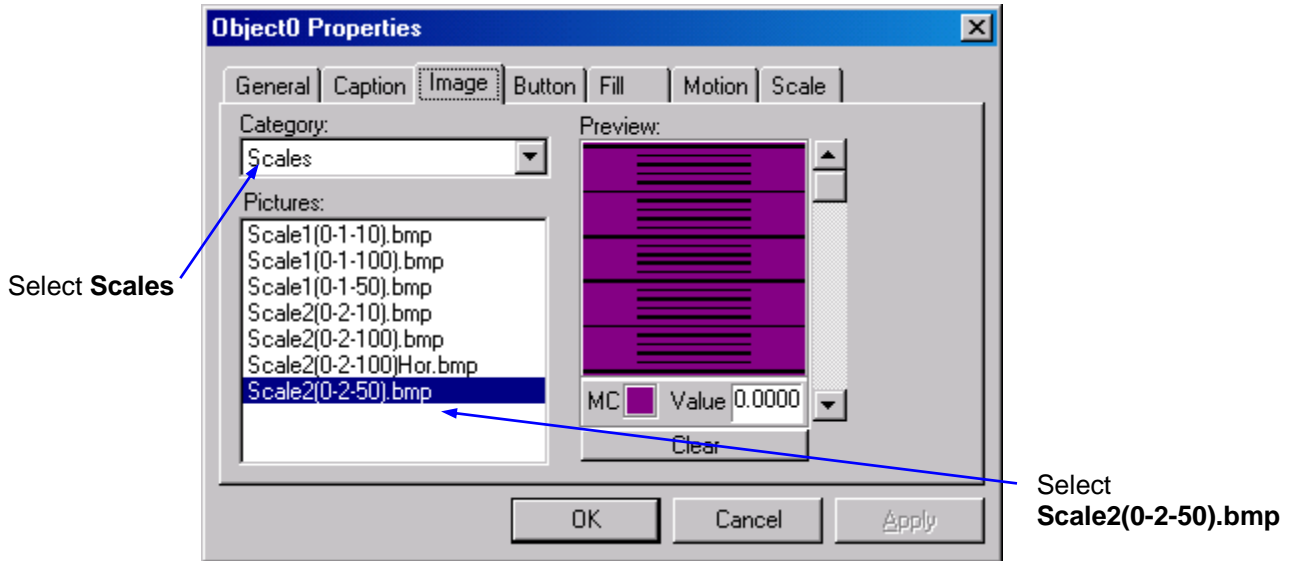 Object0 Properties
General Caption Image Button Fill Motion Scale
Category:
Scales
Pictures:
Scale1(0-1-10).bmp
Scale1(0-1-100).bmp
Scale1(0-1-50).bmp
Scale2(0-2-10).bmp
Scale2(0-2-100).bmp
Scale2(0-2-100)Hor.bmp
Scale2(0-2-50).bmp
Preview:
MC Value 0.0000
Clear
OK Cancel Apply
Select Scales
Select
Scale2(0-2-50).bmp